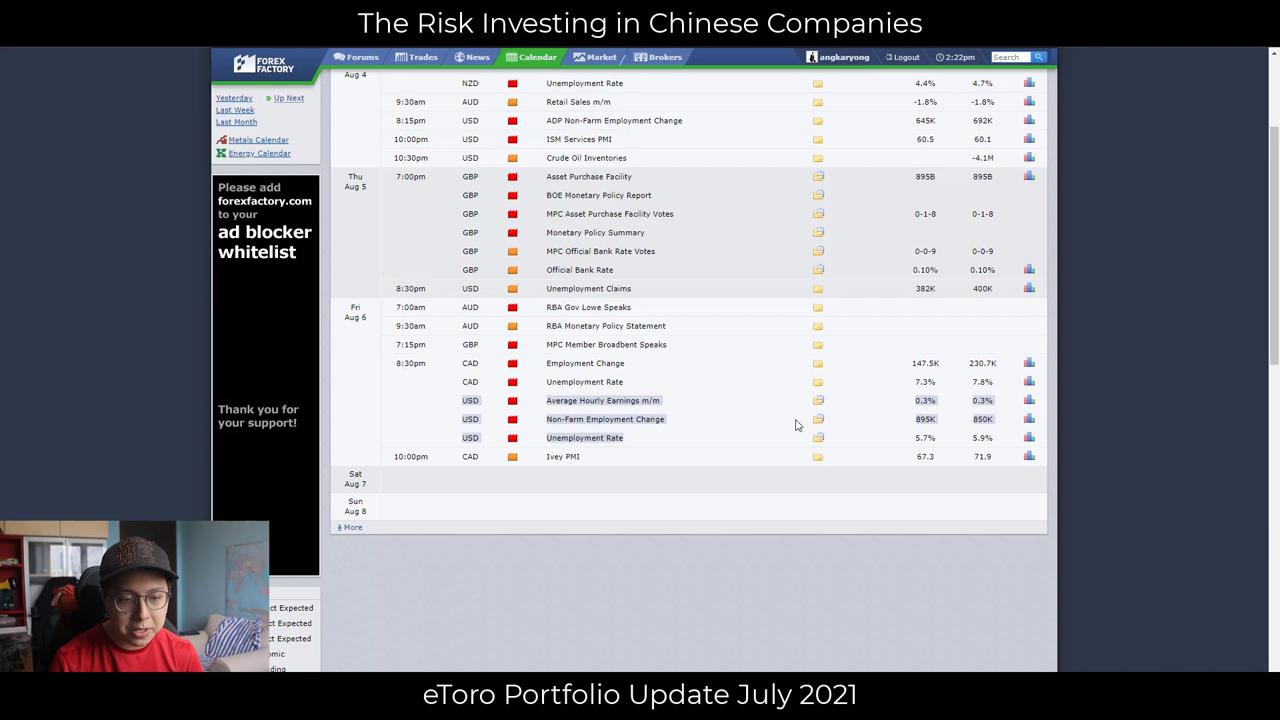 The Risk Investing in Chinese Companies
FOREX FACTORY
Forums Trades News Calendar Market Brokers angkaryong Logout 2:22pm Search
Yesterday Up Next
Last Week
Last Month
Metals Calendar
Energy Calendar
Please add
forexfactory.com
to your
ad blocker
whitelist
Thank you for
your support!
Aug 4
NZD Unemployment Rate 4.4% 4.7%
9:30am AUD Retail Sales m/m -1.8% -1.8%
8:15pm USD ADP Non-Farm Employment Change 645K 692K
10:00pm USD ISM Services PMI 60.5 60.1
10:30pm USD Crude Oil Inventories -4.1M
Thu Aug 5 7:00pm GBP Asset Purchase Facility 895B 895B
GBP BOE Monetary Policy Report
GBP MPC Asset Purchase Facility Votes 0-1-8 0-1-8
GBP Monetary Policy Summary
GBP MPC Official Bank Rate Votes 0-0-9 0-0-9
GBP Official Bank Rate 0.10% 0.10%
8:30pm USD Unemployment Claims 382K 400K
Fri Aug 6 7:00am AUD RBA Gov Lowe Speaks
9:30am AUD RBA Monetary Policy Statement
7:15pm GBP MPC Member Broadbent Speaks
8:30pm CAD Employment Change 147.5K 230.7K
CAD Unemployment Rate 7.3% 7.8%
USD Average Hourly Earnings m/m 0.3% 0.3%
USD Non-Farm Employment Change 895K 850K
USD Unemployment Rate 5.7% 5.9%
10:00pm CAD Ivey PMI 67.3 71.9
Sat Aug 7
Sun Aug 8
More
ct Expected
ct Expected
ct Expected
omic
ding
eToro Portfolio Update July 2021